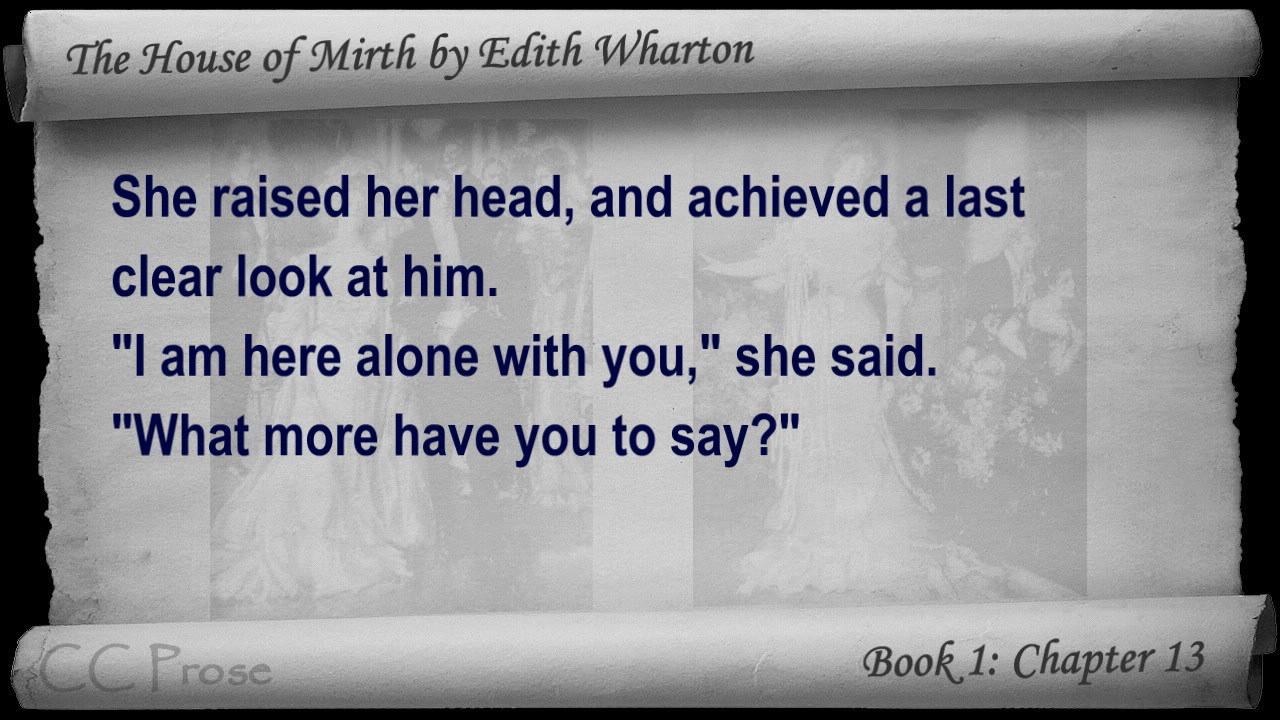 The House of Mirth by Edith Wharton
She raised her head, and achieved a last
clear look at him.
"I am here alone with you," she said.
"What more have you to say?"
CC Prose
Book 1: Chapter 13